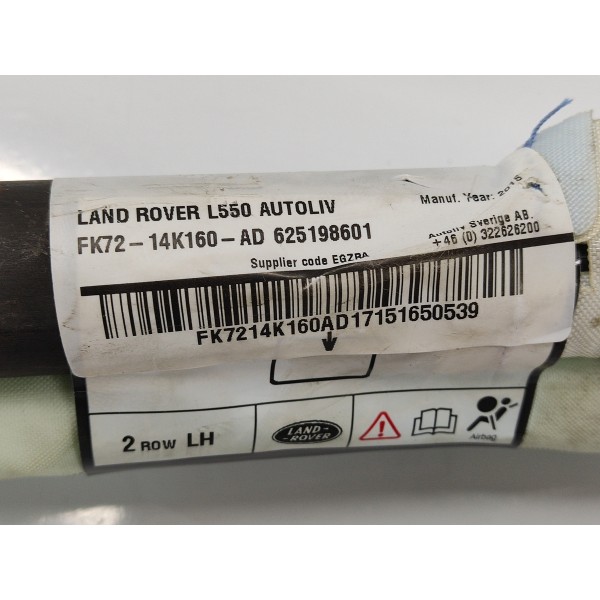 LAND ROVER L550 AUTOLIV
FK72-14K160-AD 625198601
Manuf. Year: 2015
Autoliv Sverige AB.
+46 (0) 322626200
Supplier code EGZRA
FK7214K160AD17151650539
2 ROW LH
LAND-
ROVER
Airbag